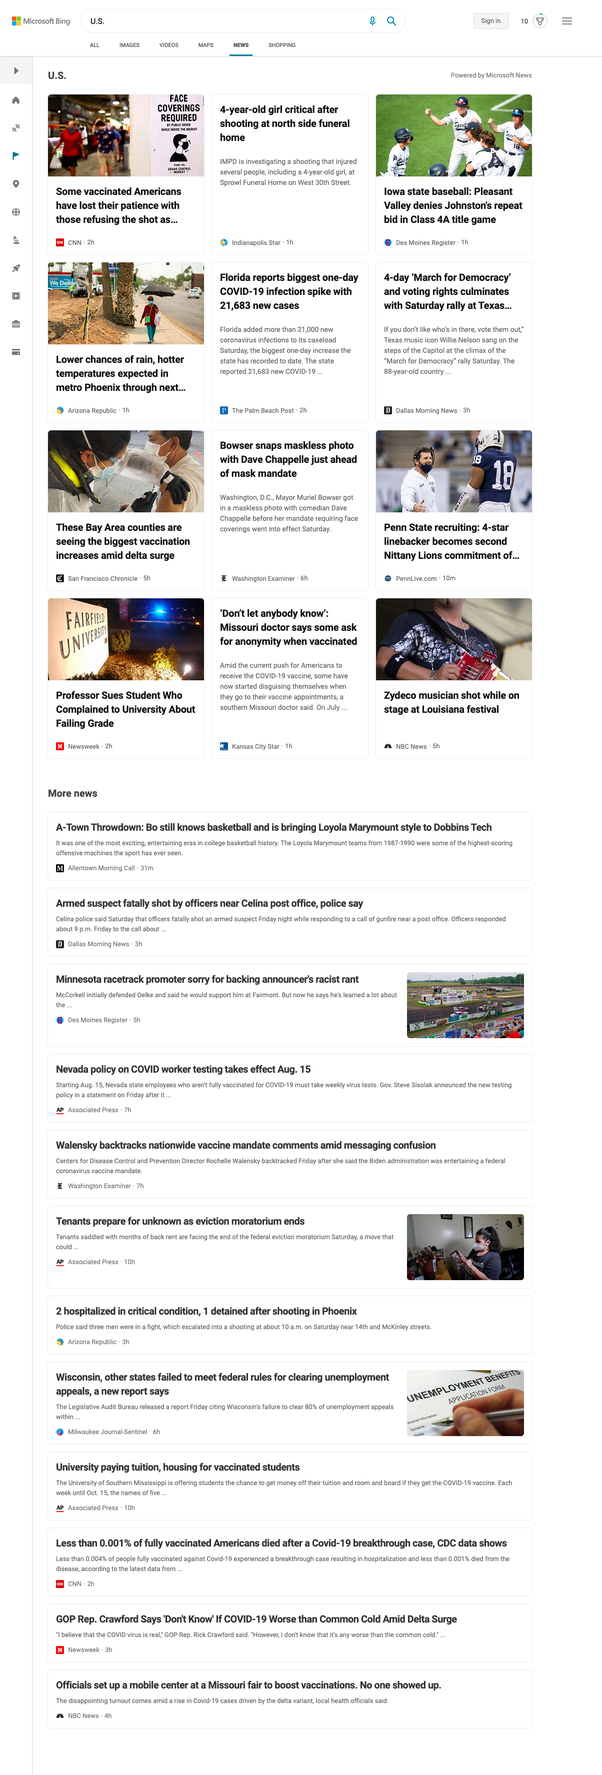 Microsoft Bing
U.S.
Sign in
10
ALL
IMAGES
VIDEOS
MAPS
NEWS
SHOPPING
U.S.
Powered by Microsoft News
FACE
COVERINGS
REQUIRED
Some vaccinated Americans
have lost their patience with
those refusing the shot as...
CNN · 2h
4-year-old girl critical after
shooting at north side funeral
home
IMPD is investigating a shooting that injured
several people, including a 4-year-old girl, at
Sprowl Funeral Home on West 30th Street.
Indianapolis Star · 1h
Iowa state baseball: Pleasant
Valley denies Johnston's repeat
bid in Class 4A title game
Des Moines Register · 1h
We Deliver
Lower chances of rain, hotter
temperatures expected in
metro Phoenix through next...
Arizona Republic · 1h
Florida reports biggest one-day
COVID-19 infection spike with
21,683 new cases
Florida added more than 21,000 new
coronavirus infections to its caseload
Saturday, the biggest one-day increase the
state has recorded to date. The state
reported 21,683 new COVID-19 ...
The Palm Beach Post · 2h
4-day ‘March for Democracy’
and voting rights culminates
with Saturday rally at Texas...
If you don’t like who’s in there, vote them out,”
Texas music icon Willie Nelson sang on the
steps of the Capitol at the climax of the
“March for Democracy” rally Saturday. The
88-year-old country ...
Dallas Morning News · 3h
These Bay Area counties are
seeing the biggest vaccination
increases amid delta surge
San Francisco Chronicle · 5h
Bowser snaps maskless photo
with Dave Chappelle just ahead
of mask mandate
Washington, D.C., Mayor Muriel Bowser got
in a maskless photo with comedian Dave
Chappelle before her mandate requiring face
coverings went into effect Saturday.
Washington Examiner · 6h
18
18
Penn State recruiting: 4-star
linebacker becomes second
Nittany Lions commitment of...
PennLive.com · 10m
FAIRFIELD
UNIVERSITY
Professor Sues Student Who
Complained to University About
Failing Grade
Newsweek · 2h
‘Don’t let anybody know’:
Missouri doctor says some ask
for anonymity when vaccinated
Amid the current push for Americans to
receive the COVID-19 vaccine, some have
now started disguising themselves when
they go to their vaccine appointments, a
southern Missouri doctor said. On July ...
Kansas City Star · 1h
Zydeco musician shot while on
stage at Louisiana festival
NBC News · 5h
More news
A-Town Throwdown: Bo still knows basketball and is bringing Loyola Marymount style to Dobbins Tech
It was one of the most exciting, entertaining eras in college basketball history. The Loyola Marymount teams from 1987-1990 were some of the highest-scoring
offensive machines the sport has ever seen.
Allentown Morning Call · 31m
Armed suspect fatally shot by officers near Celina post office, police say
Celina police said Saturday that officers fatally shot an armed suspect Friday night while responding to a call of gunfire near a post office. Officers responded
about 9 p.m. Friday to the call about ...
Dallas Morning News · 3h
Minnesota racetrack promoter sorry for backing announcer's racist rant
McCorkell initially defended Oelke and said he would support him at Fairmont. But now he says he's learned a lot about
the ...
Des Moines Register · 5h
Nevada policy on COVID worker testing takes effect Aug. 15
Starting Aug. 15, Nevada state employees who aren't fully vaccinated for COVID-19 must take weekly virus tests. Gov. Steve Sisolak announced the new testing
policy in a statement on Friday after it ...
Associated Press · 7h
Walensky backtracks nationwide vaccine mandate comments amid messaging confusion
Centers for Disease Control and Prevention Director Rochelle Walensky backtracked Friday after she said the Biden administration was entertaining a federal
coronavirus vaccine mandate.
Washington Examiner · 7h
Tenants prepare for unknown as eviction moratorium ends
Tenants saddled with months of back rent are facing the end of the federal eviction moratorium Saturday, a move that
could ...
Associated Press · 10h
2 hospitalized in critical condition, 1 detained after shooting in Phoenix
Police said three men were in a fight, which escalated into a shooting at about 10 a.m. on Saturday near 14th and McKinley streets.
Arizona Republic · 3h
Wisconsin, other states failed to meet federal rules for clearing unemployment
appeals, a new report says
The Legislative Audit Bureau released a report Friday citing Wisconsin's failure to clear 80% of unemployment appeals
within ...
Milwaukee Journal-Sentinel · 6h
UNEMPLOYMENT BENEFITS
APPLICATION FORM
University paying tuition, housing for vaccinated students
The University of Southern Mississippi is offering students the chance to get money off their tuition and room and board if they get the COVID-19 vaccine. Each
week until Oct. 15, the names of five ...
Associated Press · 10h
Less than 0.001% of fully vaccinated Americans died after a Covid-19 breakthrough case, CDC data shows
Less than 0.004% of people fully vaccinated against Covid-19 experienced a breakthrough case resulting in hospitalization and less than 0.001% died from the
disease, according to the latest data from ...
CNN · 2h
GOP Rep. Crawford Says 'Don't Know' If COVID-19 Worse than Common Cold Amid Delta Surge
"I believe that the COVID virus is real," GOP Rep. Rick Crawford said. "However, I don't know that it's any worse than the common cold." ...
Newsweek · 3h
Officials set up a mobile center at a Missouri fair to boost vaccinations. No one showed up.
The disappointing turnout comes amid a rise in Covid-19 cases driven by the delta variant, local health officials said.
NBC News · 4h